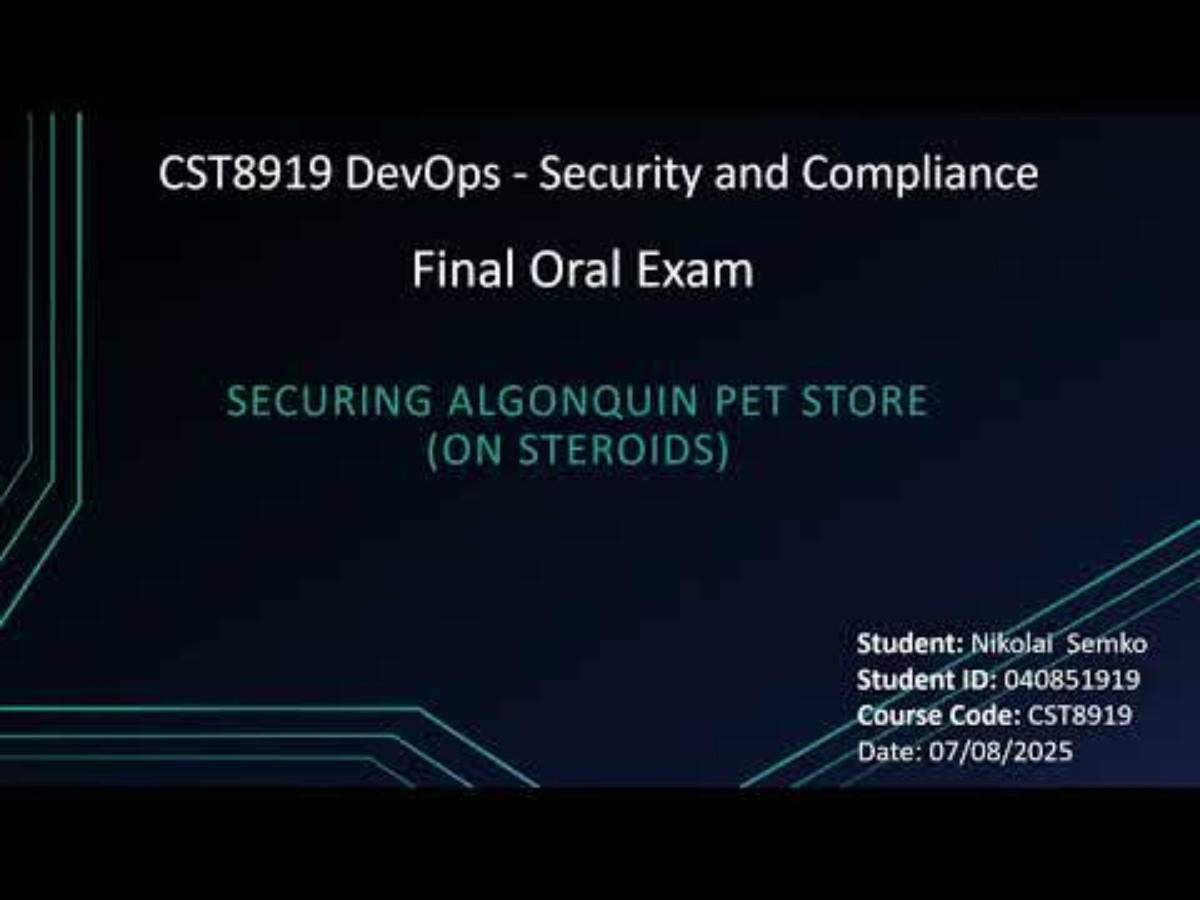 CST8919 DevOps - Security and Compliance
Final Oral Exam
SECURING ALGONQUIN PET STORE
(ON STEROIDS)
Student: Nikolai Semko
Student ID: 040851919
Course Code: CST8919
Date: 07/08/2025